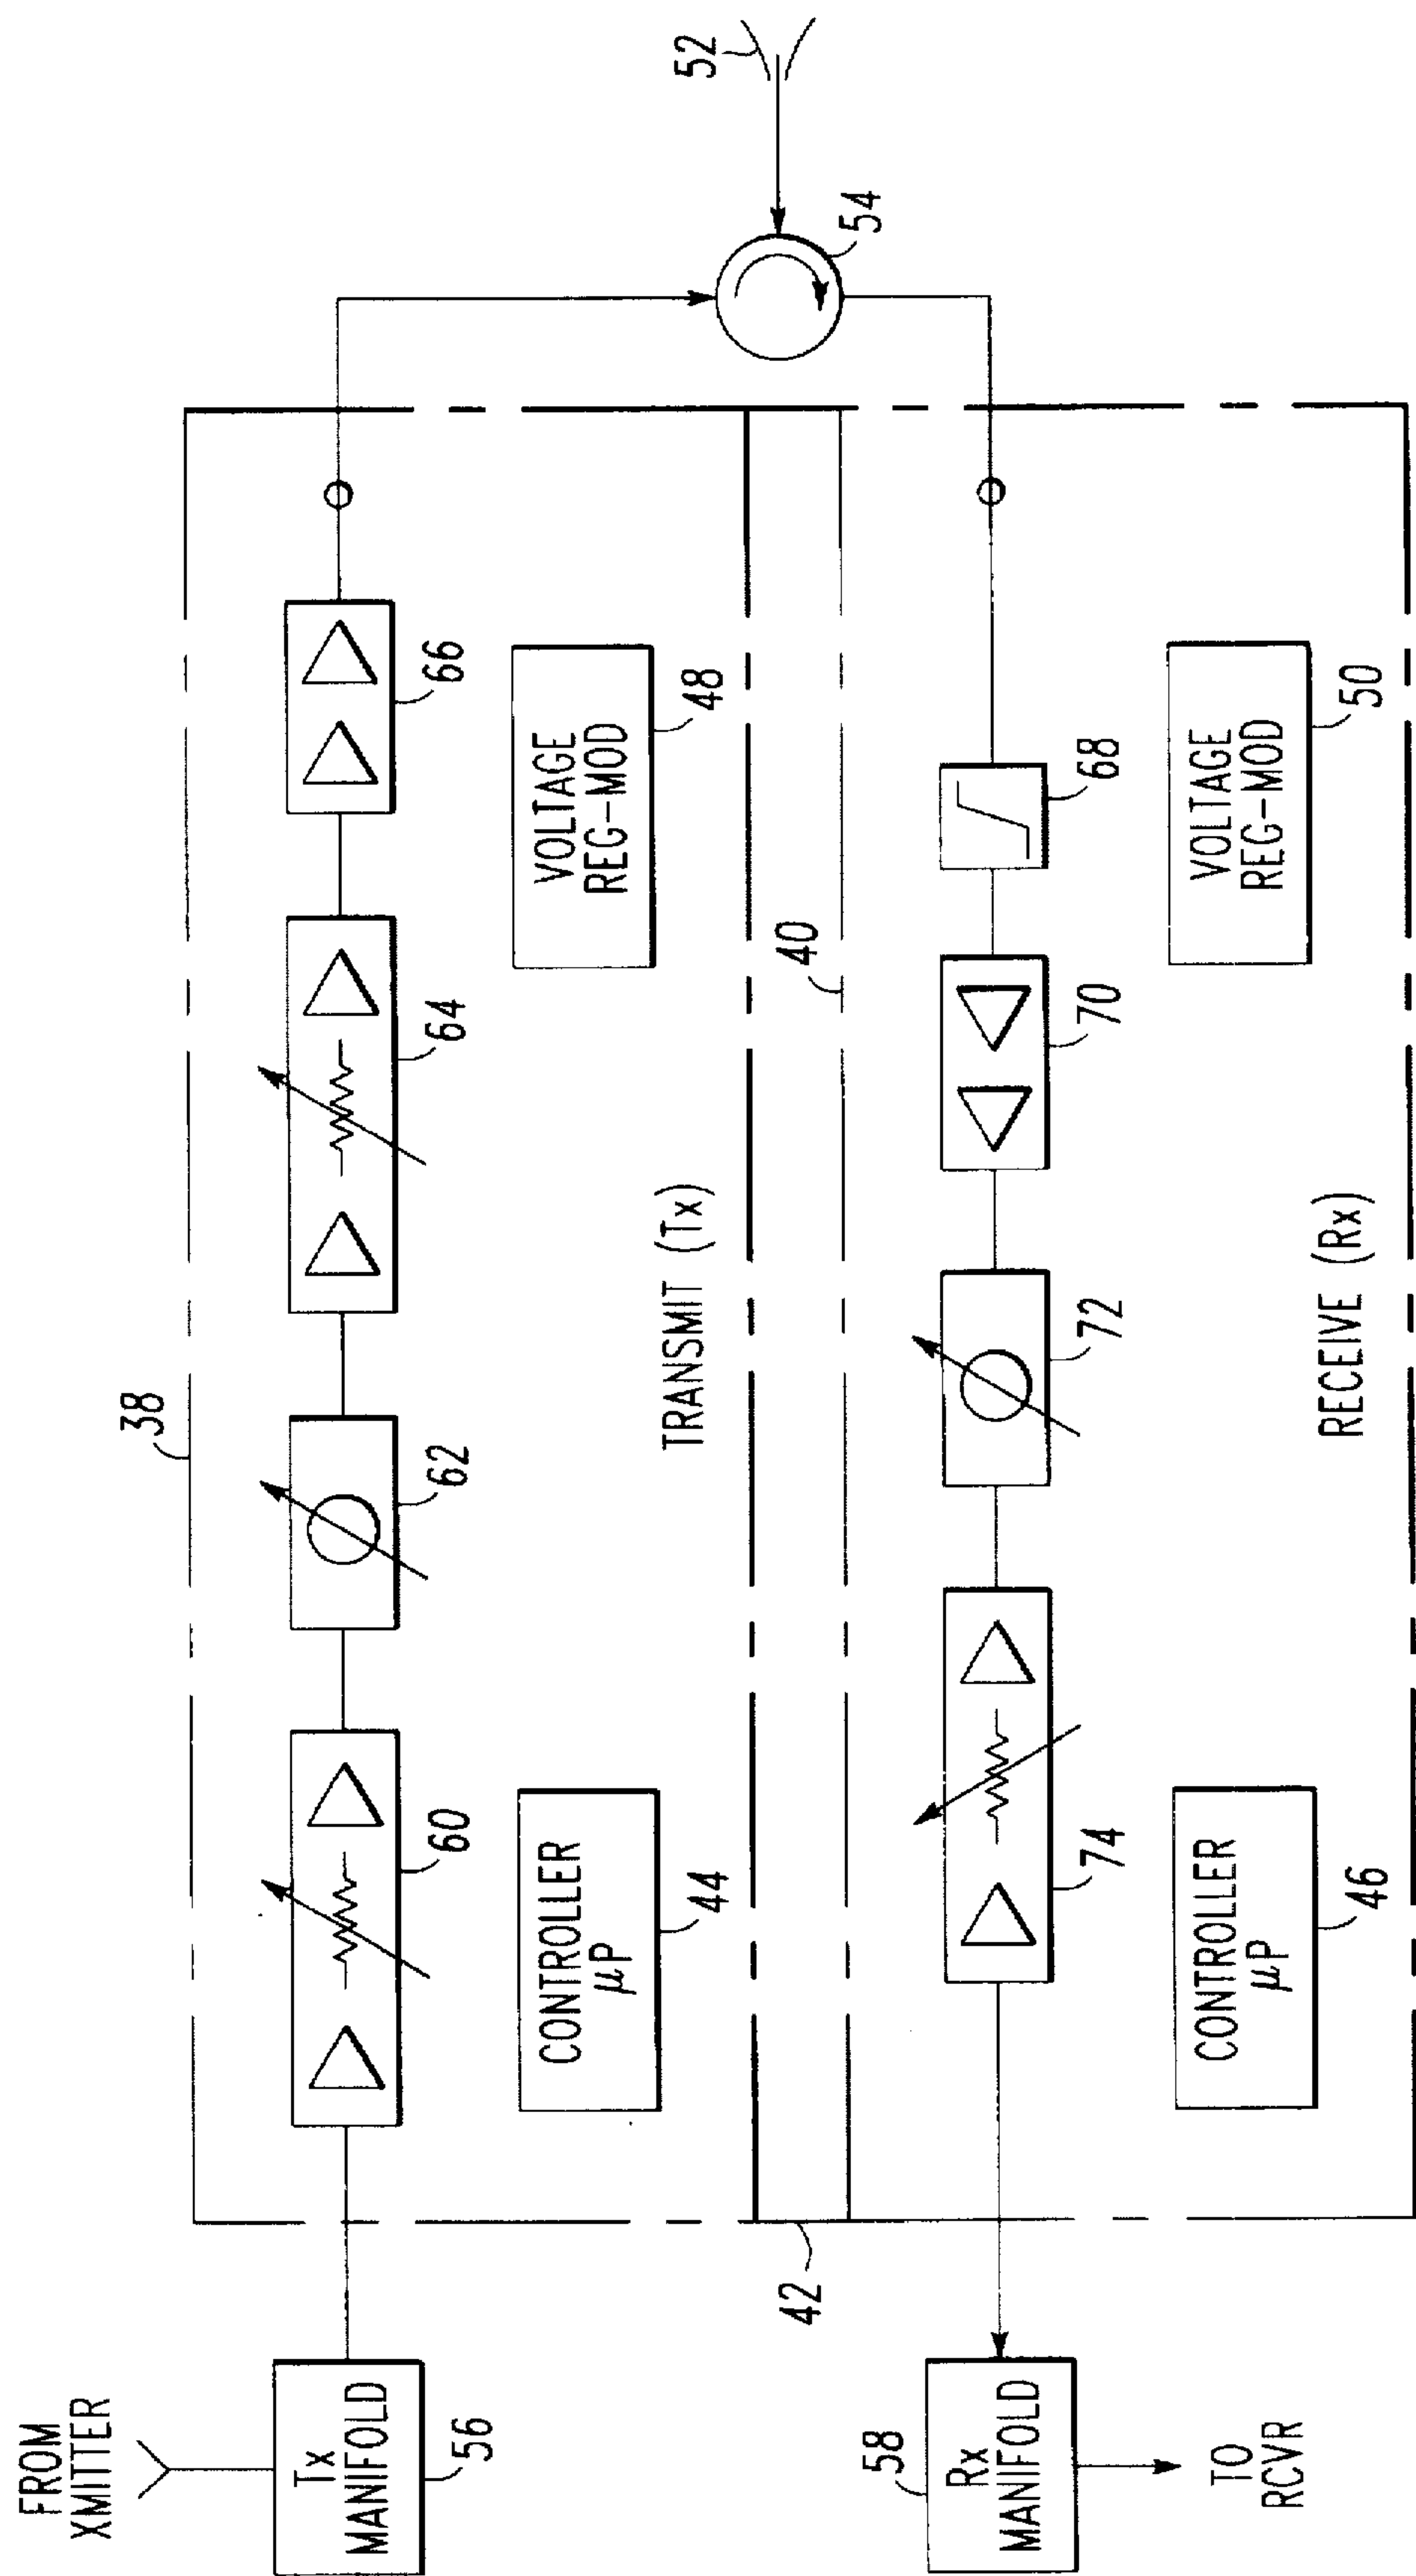 FROM
XMITTER
Tx
MANIFOLD
56
38
60
62
64
66
CONTROLLER
μP
44
TRANSMIT (Tx)
VOLTAGE
REG-MOD
48
52
54
42
40
58
Rx
MANIFOLD
TO
RCVR
74
72
70
68
CONTROLLER
μP
46
RECEIVE (Rx)
VOLTAGE
REG-MOD
50